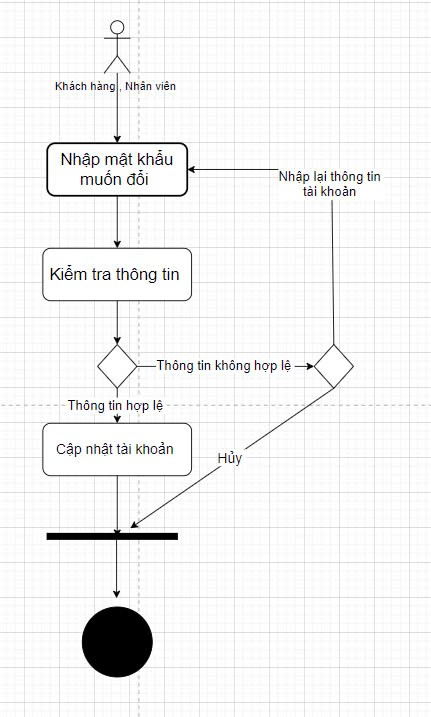 Khách hàng , Nhân viên
Nhập mật khẩu
muốn đổi
Nhập lại thông tin
tài khoản
Kiểm tra thông tin
Thông tin không hợp lệ
Thông tin hợp lệ
Cập nhật tài khoản
Hủy